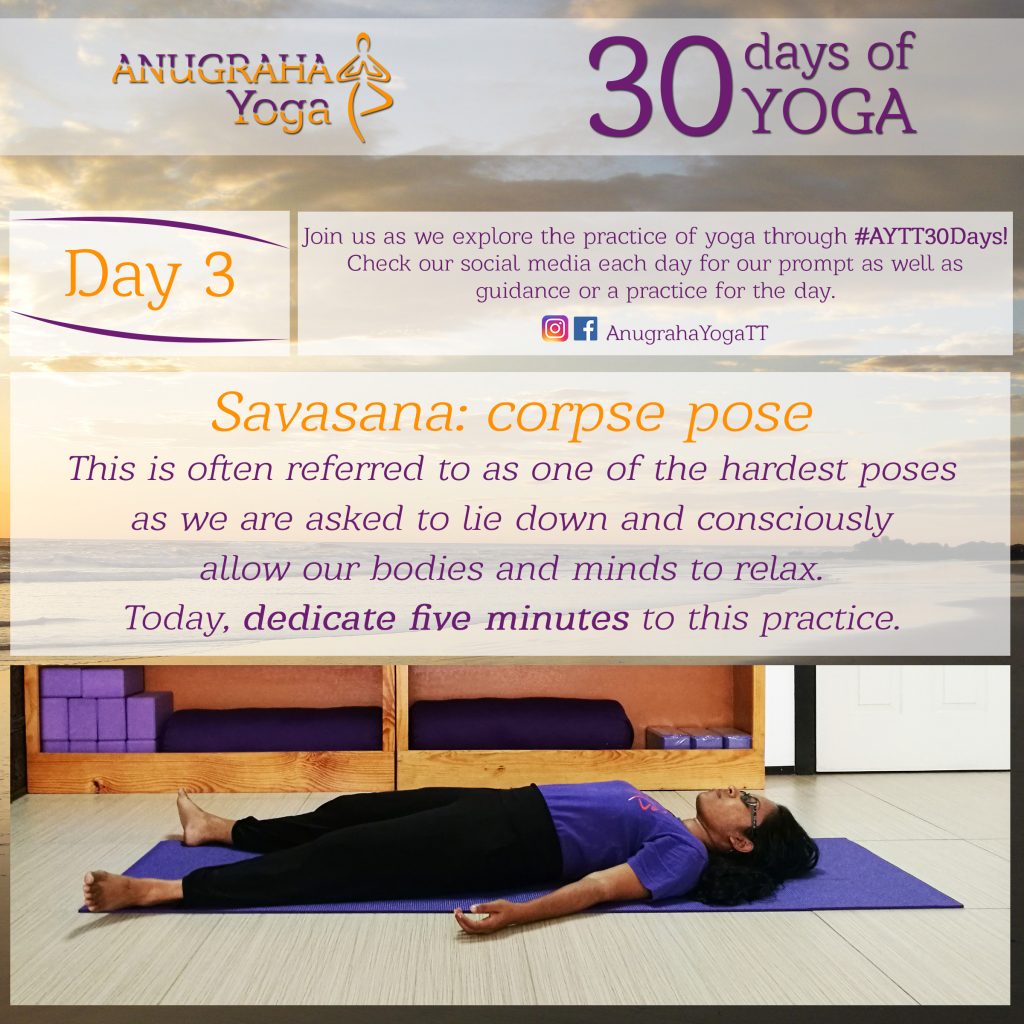 ANUGRAHA
Yoga
30 days of
YOGA
Day 3
Join us as we explore the practice of yoga through #AYTT30Days!
Check our social media each day for our prompt as well as
guidance or a practice for the day.
AnugrahaYogaTT
Savasana: corpse pose
This is often referred to as one of the hardest poses
as we are asked to lie down and consciously
allow our bodies and minds to relax.
Today, dedicate five minutes to this practice.